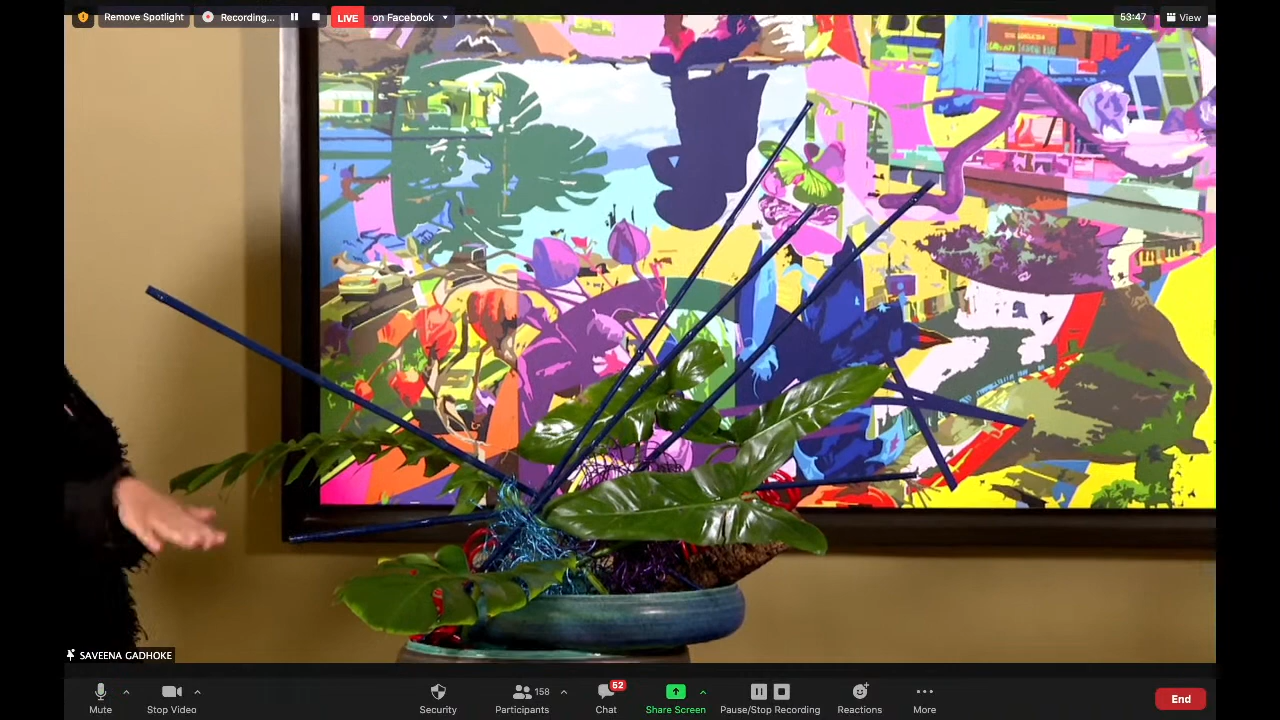 Remove Spotlight
Recording...
LIVE
on Facebook
53:47
View
SAVEENA GADHOKE
Mute
Stop Video
Security
158
Participants
52
Chat
Share Screen
Pause/Stop Recording
Reactions
More
End